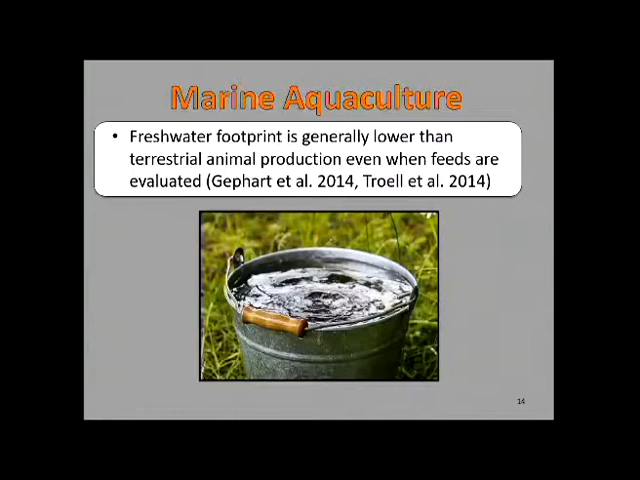 Marine Aquaculture
• Freshwater footprint is generally lower than
terrestrial animal production even when feeds are
evaluated (Gephart et al. 2014, Troell et al. 2014)
14